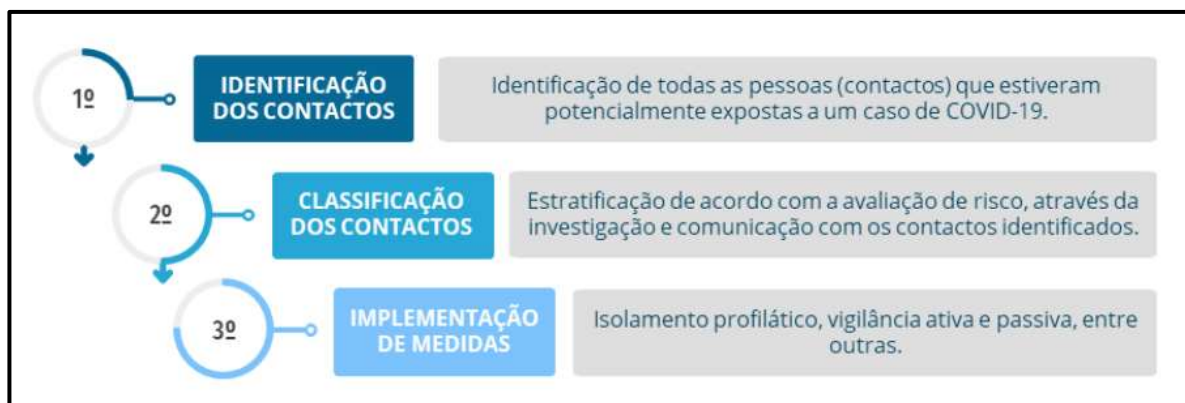 1º
IDENTIFICAÇÃO
DOS CONTACTOS
Identificação de todas as pessoas (contactos) que estiveram
potencialmente expostas a um caso de COVID-19.
2º
CLASSIFICAÇÃO
DOS CONTACTOS
Estratificação de acordo com a avaliação de risco, através da
investigação e comunicação com os contactos identificados.
3º
IMPLEMENTAÇÃO
DE MEDIDAS
Isolamento profilático, vigilância ativa e passiva, entre
outras.